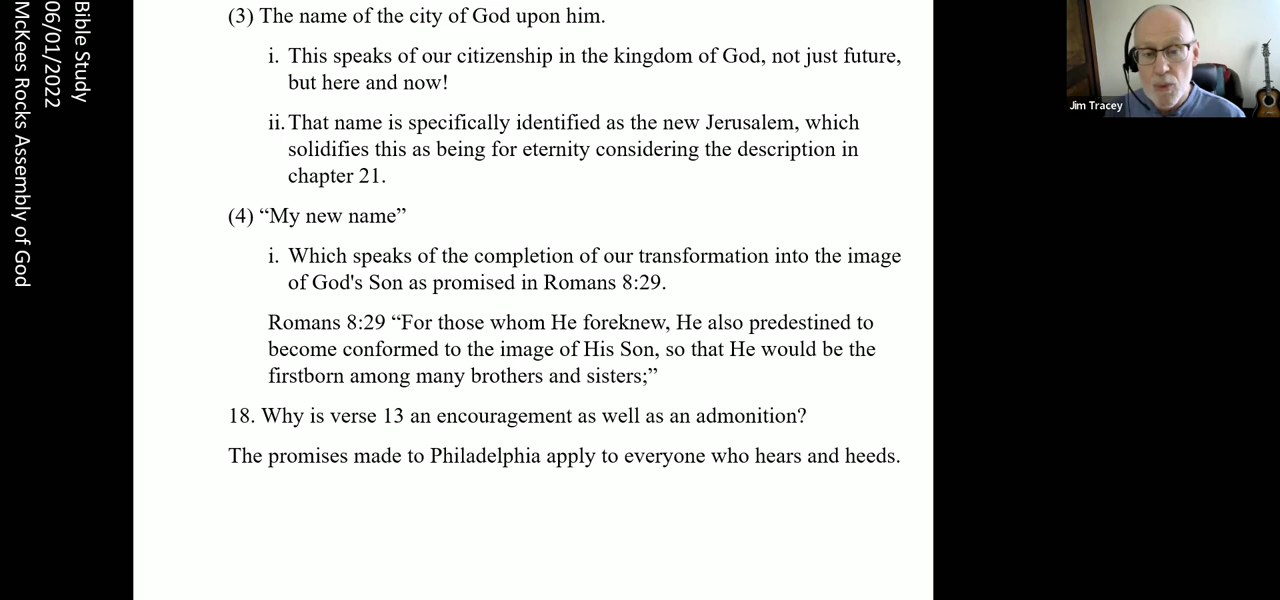 Bible Study
06/01/2022
McKees Rocks Assembly of God
(3) The name of the city of God upon him.
i. This speaks of our citizenship in the kingdom of God, not just future,
but here and now!
ii. That name is specifically identified as the new Jerusalem, which
solidifies this as being for eternity considering the description in
chapter 21.
(4) “My new name”
i. Which speaks of the completion of our transformation into the image
of God's Son as promised in Romans 8:29.
Romans 8:29 “For those whom He foreknew, He also predestined to
become conformed to the image of His Son, so that He would be the
firstborn among many brothers and sisters;”
18. Why is verse 13 an encouragement as well as an admonition?
The promises made to Philadelphia apply to everyone who hears and heeds.
Jim Tracey